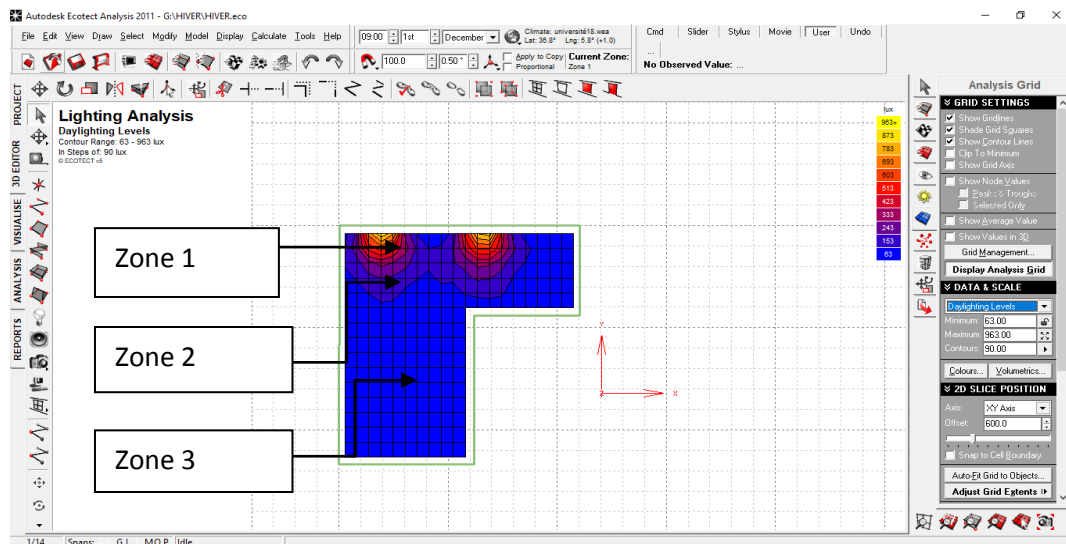 Autodesk Ecotect Analysis 2011 - G:\HIVER\HIVER.eco
File Edit View Draw Select Modify Model Display Calculate Tools Help
09:00 1st December
Climate: université18.wea
Lat: 36.8° Lng: 5.8° (+1.0)
Cmd Slider Stylus Movie User Undo
...
No Observed Value: ...
100.0 0.50° Apply to Copy
Proportional
Current Zone:
Zone 1
PROJECT
3D EDITOR
VISUALISE
ANALYSIS
REPORTS
Lighting Analysis
Daylighting Levels
Contour Range: 63 - 963 lux
In Steps of: 90 lux
© ECOTECT v5
Zone 1
Zone 2
Zone 3
Y
X
lux
963+
873
783
693
603
513
423
333
243
153
63
Analysis Grid
GRID SETTINGS
Show Gridlines
Shade Grid Squares
Show Contour Lines
Clip To Minimum
Show Grid Axis
Show Node Values
Peaks & Troughs
Selected Only
Show Average Value
Show Values in 3D
Grid Management...
Display Analysis Grid
DATA & SCALE
Daylighting Levels
Minimum: 63.00
Maximum: 963.00
Contours: 90.00
Colours... Volumetrics...
2D SLICE POSITION
Axis: XY Axis
Offset: 600.0
Snap to Cell Boundary
Auto-Fit Grid to Objects...
Adjust Grid Extents
1/14 Snaps: G I M O P Idle